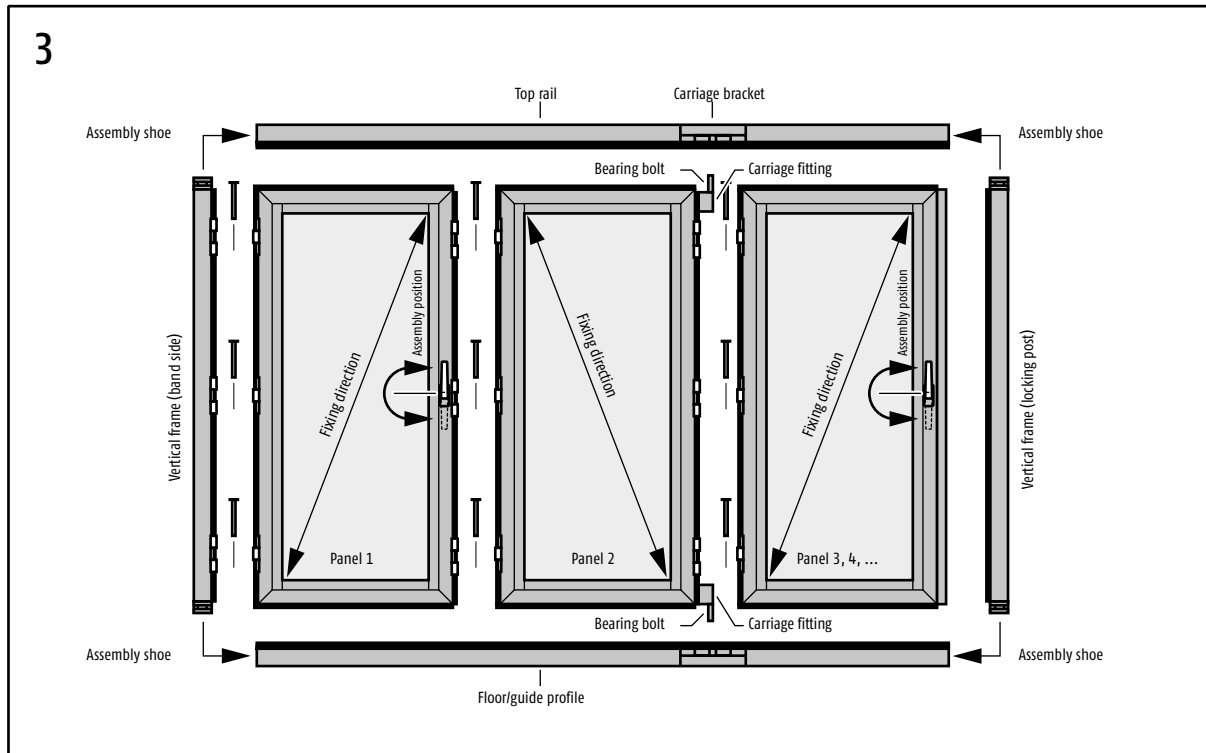 3
Top rail
Carriage bracket
Assembly shoe
Assembly shoe
Bearing bolt
Carriage fitting
Vertical frame (band side)
Fixing direction
Assembly position
Fixing direction
Fixing direction
Assembly position
Vertical frame (locking post)
Panel 1
Panel 2
Panel 3, 4, ...
Bearing bolt
Carriage fitting
Assembly shoe
Assembly shoe
Floor/guide profile